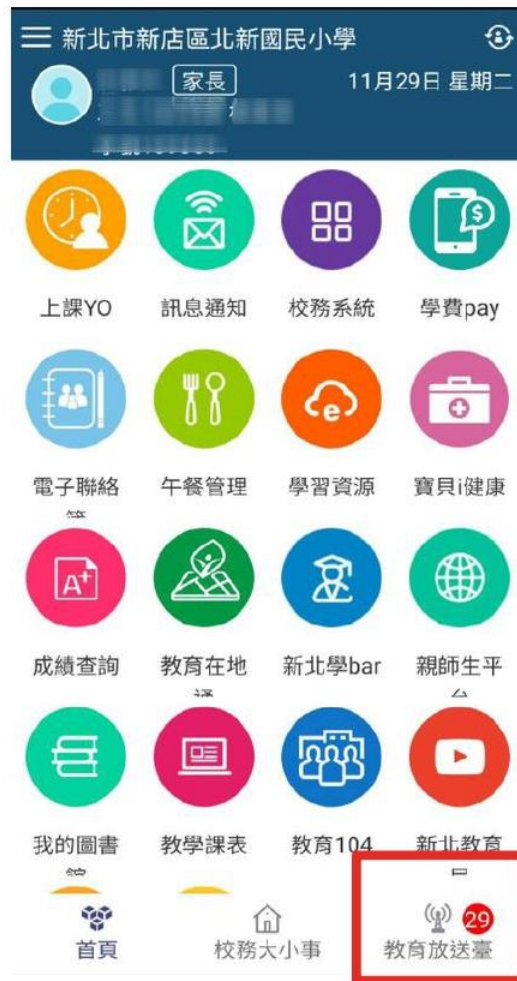 新北市新店區北新國民小學
家長
11月29日 星期二
上課YO 訊息通知 校務系統 學費pay
電子聯絡 午餐管理 學習資源 寶貝i健康
A+
成績查詢 教育在地 新北學bar 親師生平
我的圖書 教學課表 教育104 新北教育
29
首頁 校務大小事 教育放送臺